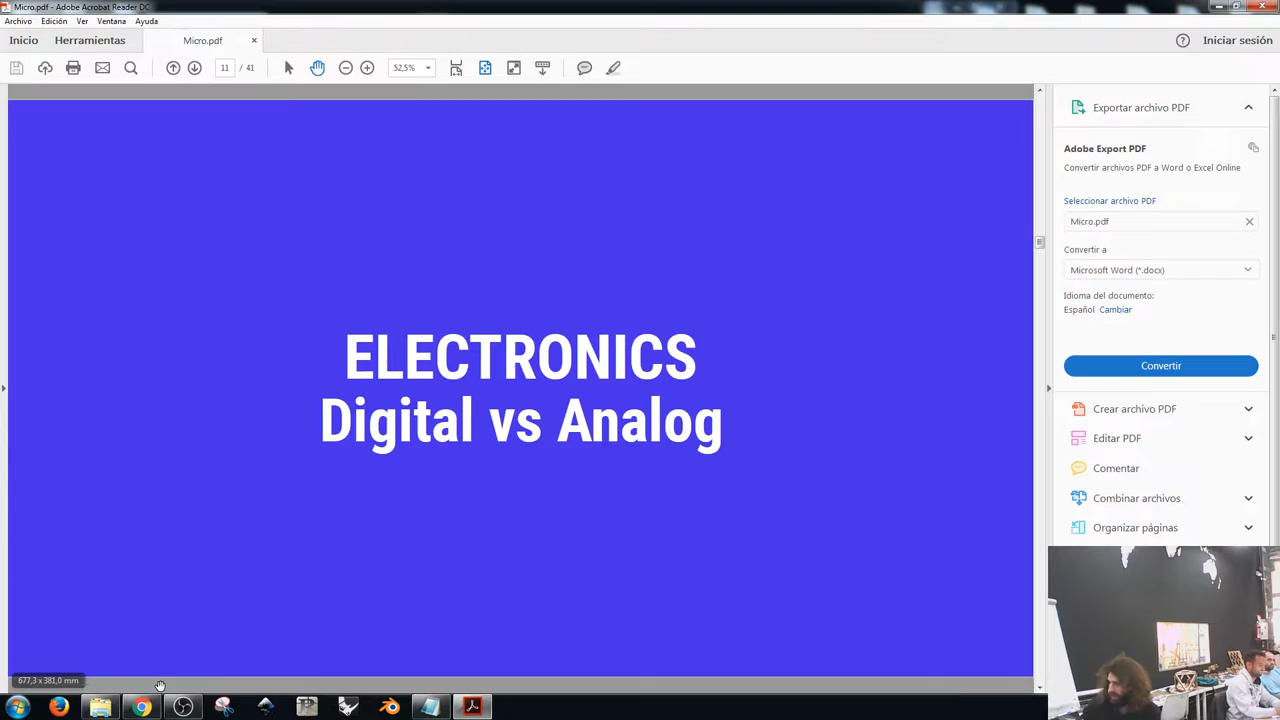 Micro.pdf - Adobe Acrobat Reader DC
Archivo Edición Ver Ventana Ayuda
Inicio Herramientas Micro.pdf Iniciar sesión
11 / 41 52,5%
Exportar archivo PDF
Adobe Export PDF
Convertir archivos PDF a Word o Excel Online
Seleccionar archivo PDF
Micro.pdf
Convertir a
Microsoft Word (*.docx)
Idioma del documento:
Español Cambiar
Convertir
Crear archivo PDF
Editar PDF
Comentar
Combinar archivos
Organizar páginas
ELECTRONICS
Digital vs Analog
677,3 x 381,0 mm